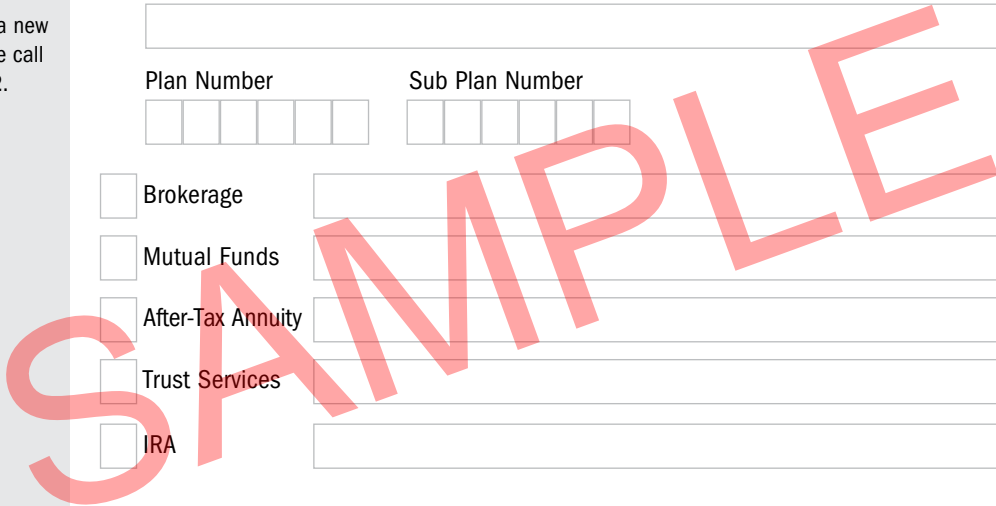 a new
e call
2.
Plan Number Sub Plan Number
Brokerage
Mutual Funds
After-Tax Annuity
Trust Services
IRA
SAMPLE